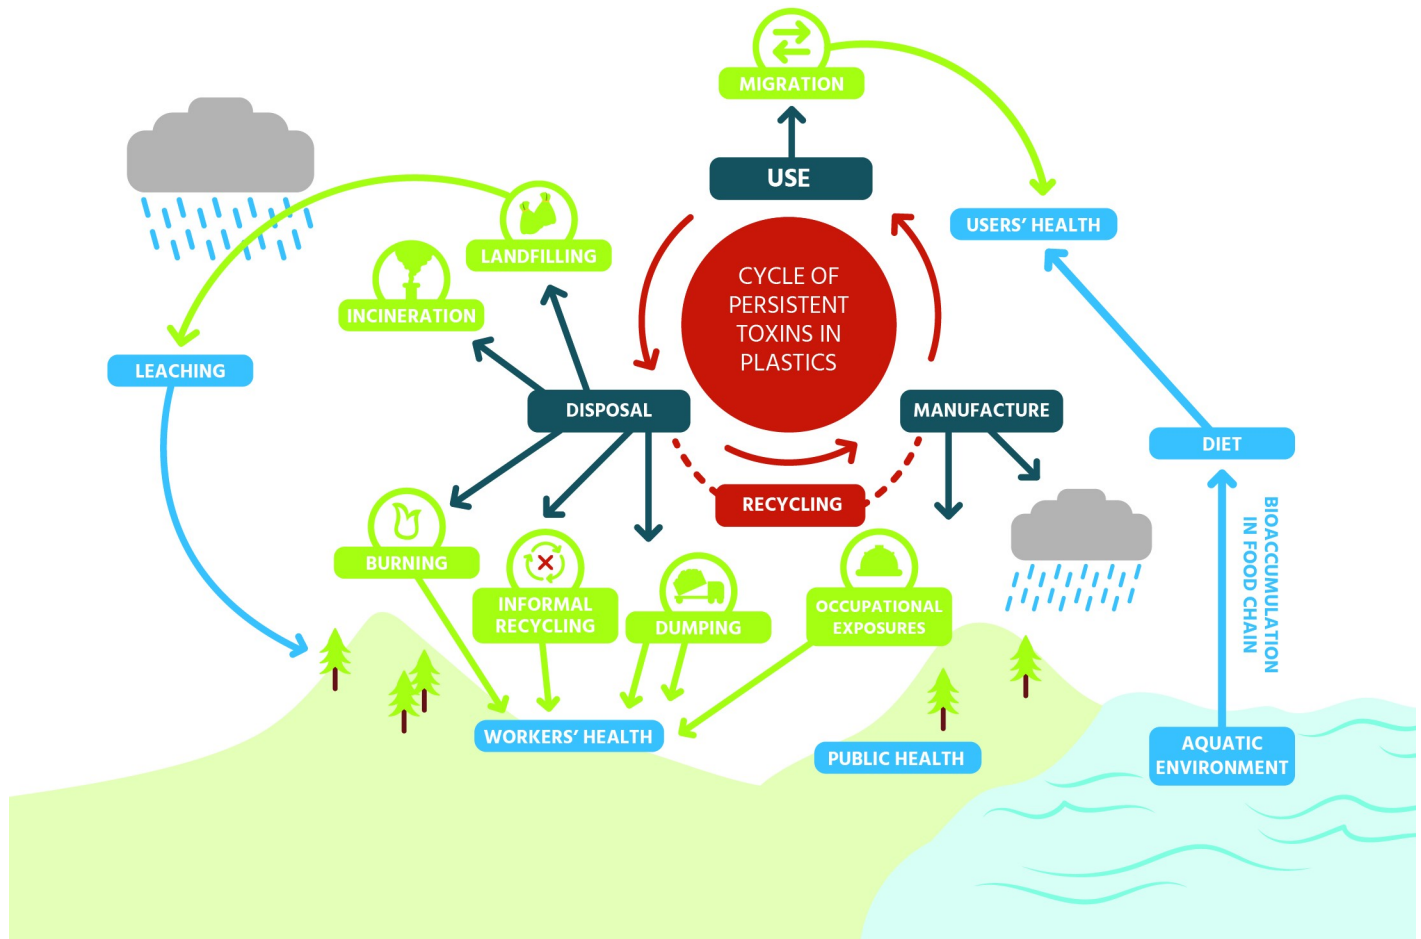 MIGRATION
USE
USERS' HEALTH
LANDFILLING
INCINERATION
CYCLE OF
PERSISTENT
TOXINS IN
PLASTICS
LEACHING
DISPOSAL
MANUFACTURE
DIET
RECYCLING
BIOACCUMULATION
IN FOOD CHAIN
BURNING
INFORMAL
RECYCLING
DUMPING
OCCUPATIONAL
EXPOSURES
WORKERS' HEALTH
PUBLIC HEALTH
AQUATIC
ENVIRONMENT